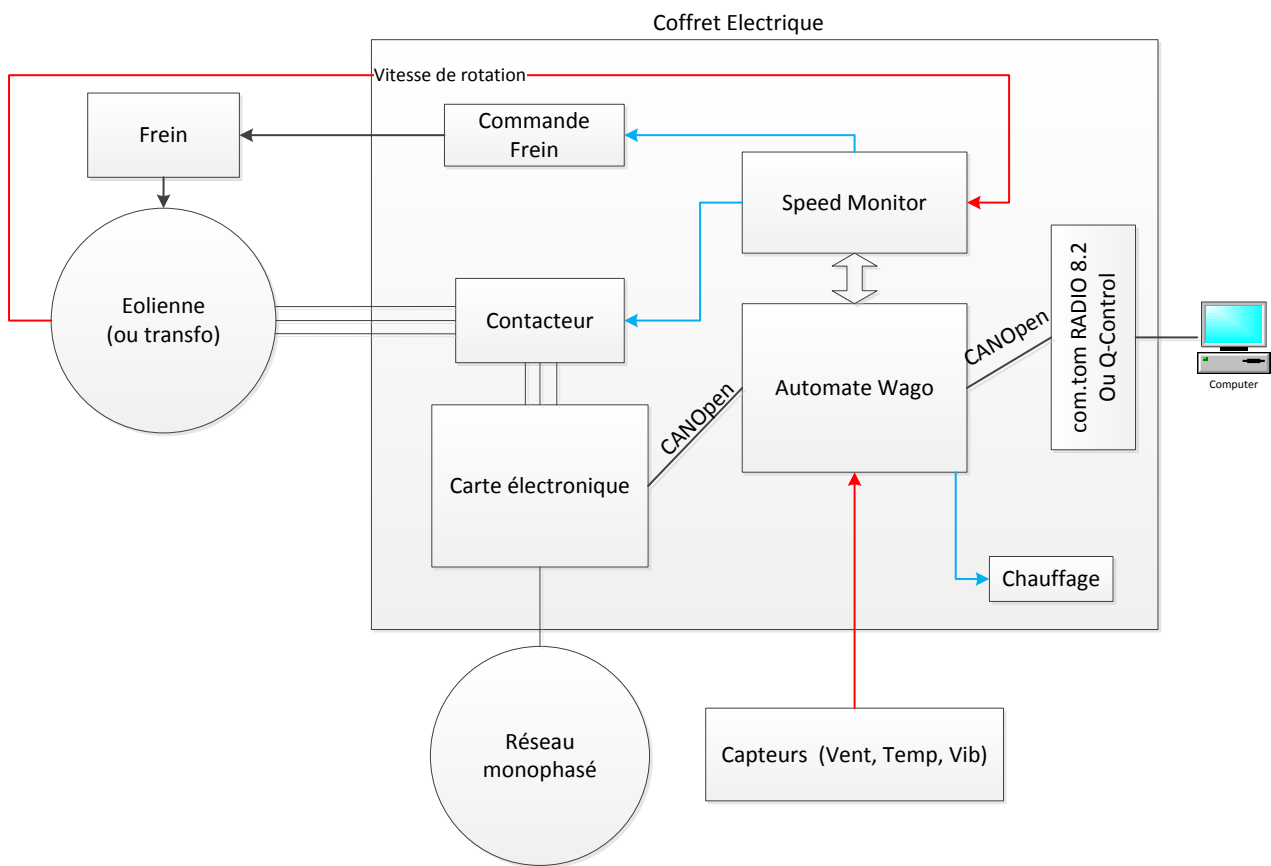 Coffret Electrique
Vitesse de rotation
Frein
Commande
Frein
Speed Monitor
Eolienne
(ou transfo)
Contacteur
Automate Wago
CANOpen
com.tom RADIO 8.2
Ou Q-Control
Computer
CANOpen
Carte électronique
Chauffage
Réseau
monophasé
Capteurs  (Vent, Temp, Vib)